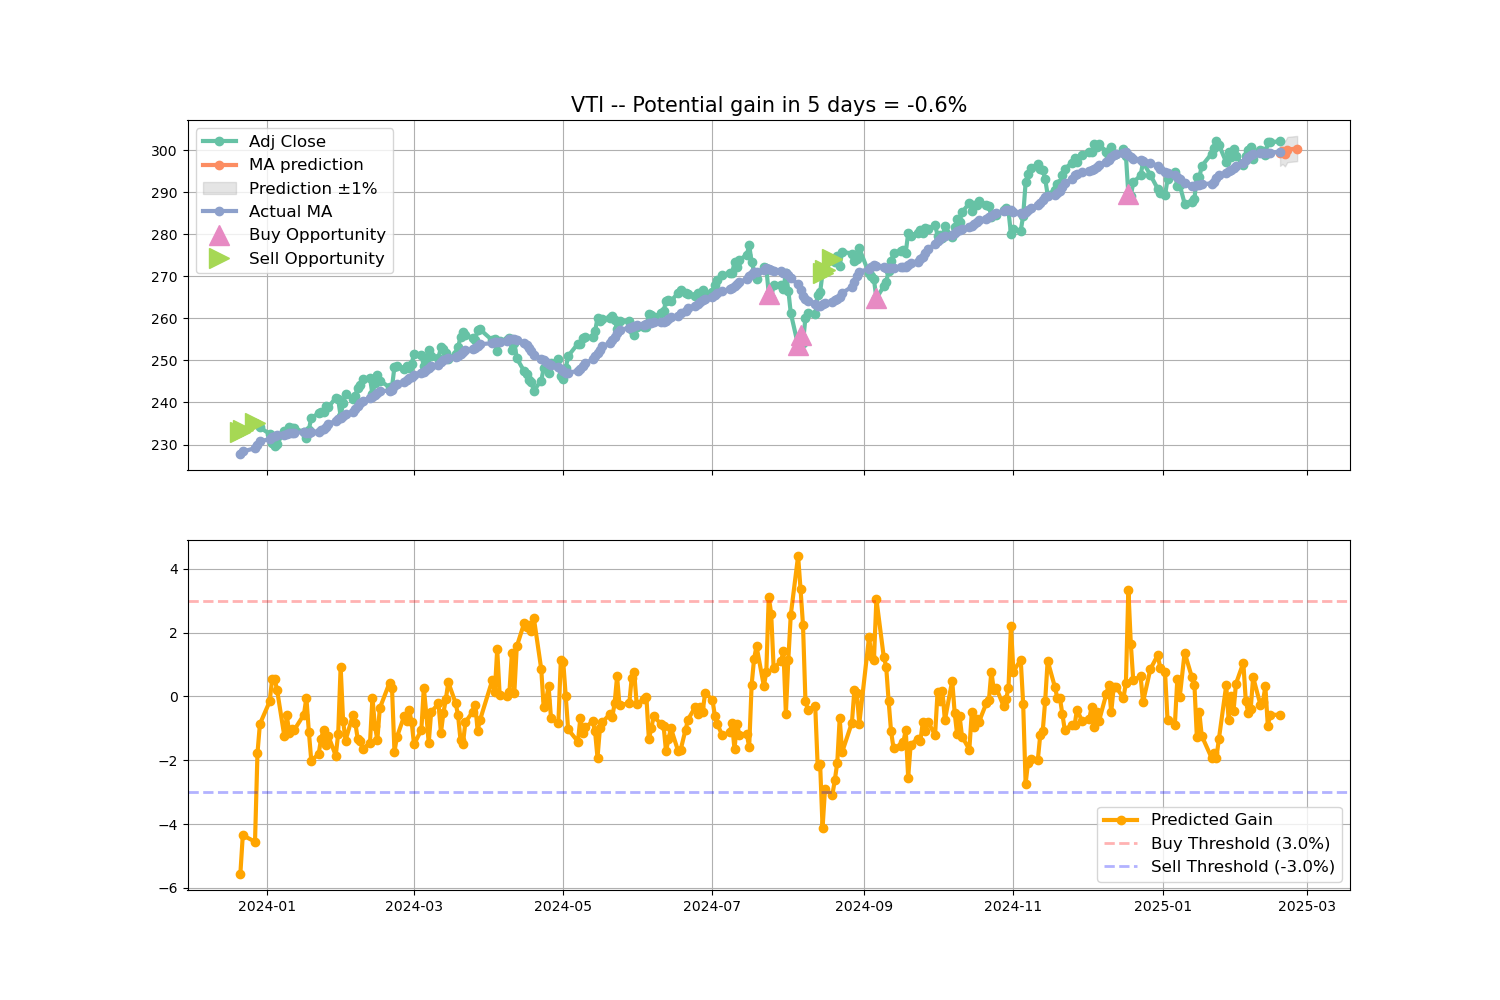 VTI -- Potential gain in 5 days = -0.6%
Adj Close
MA prediction
Prediction ±1%
Actual MA
Buy Opportunity
Sell Opportunity
300
290
280
270
260
250
240
230
4
2
0
−2
−4
−6
Predicted Gain
Buy Threshold (3.0%)
Sell Threshold (-3.0%)
2024-01 2024-03 2024-05 2024-07 2024-09 2024-11 2025-01 2025-03